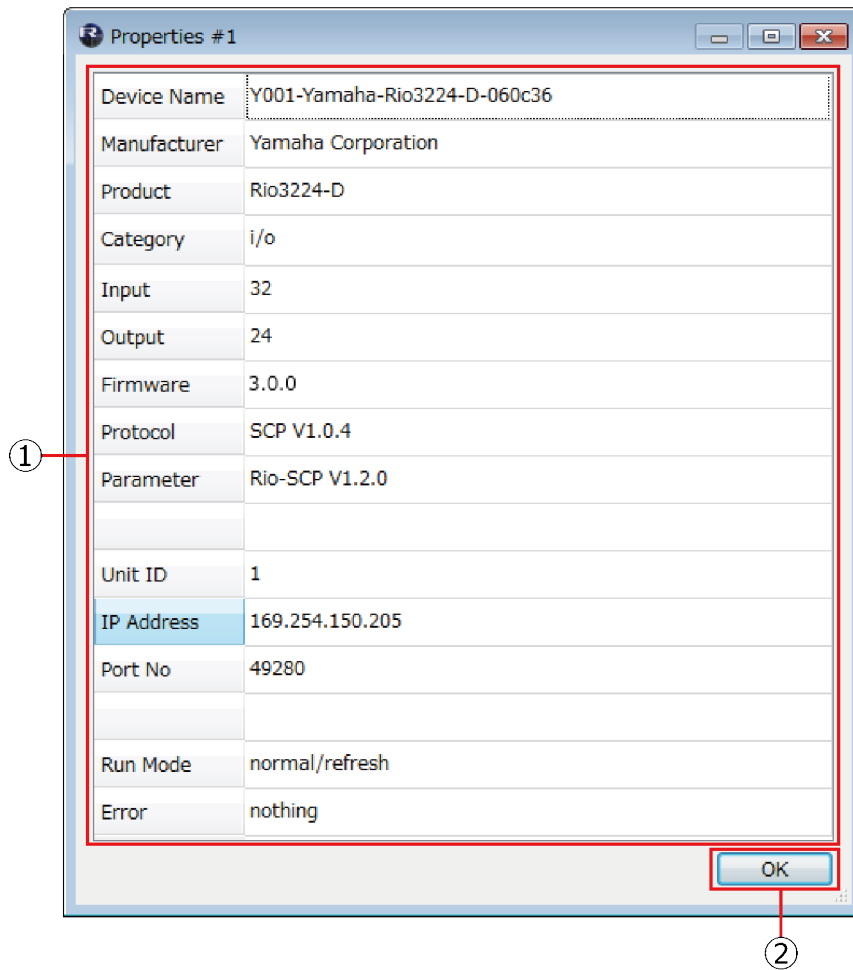 Properties #1
Device Name Y001-Yamaha-Rio3224-D-060c36
Manufacturer Yamaha Corporation
Product Rio3224-D
Category i/o
Input 32
Output 24
Firmware 3.0.0
Protocol SCP V1.0.4
Parameter Rio-SCP V1.2.0
Unit ID 1
IP Address 169.254.150.205
Port No 49280
Run Mode normal/refresh
Error nothing
OK
①
②